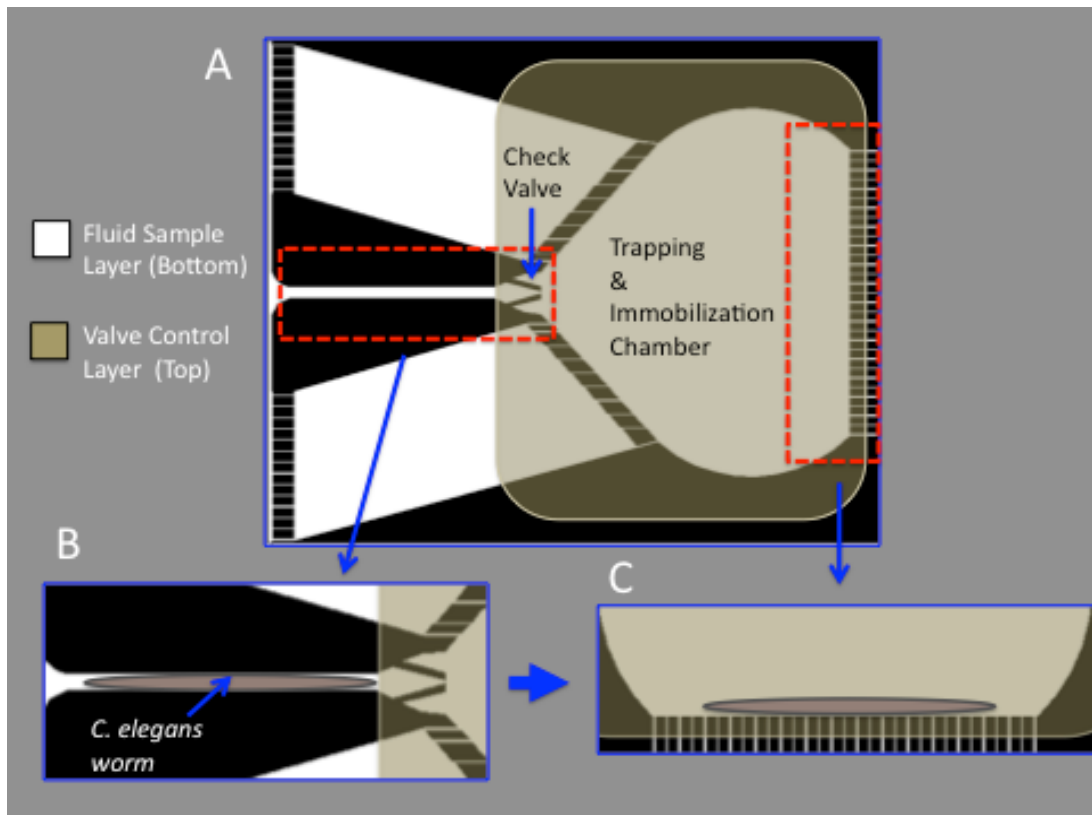 A
Check
Valve
Fluid Sample
Layer (Bottom)
Trapping
&
Immobilization
Chamber
Valve Control
Layer (Top)
B
C
C. elegans
worm